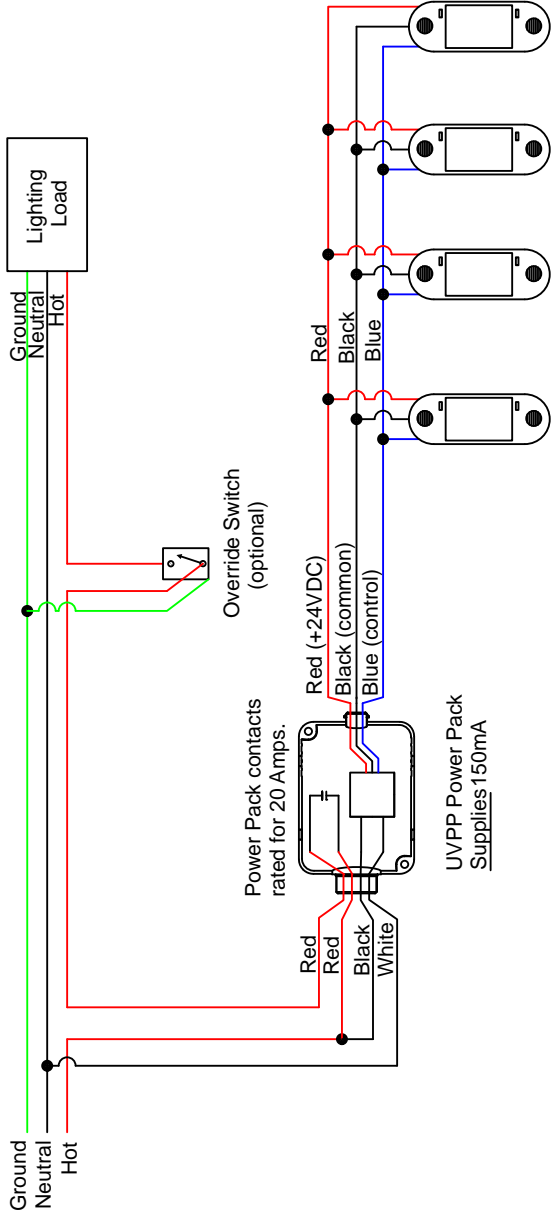 Ground
Neutral
Hot
Red
Red
Black
White
Power Pack contacts
rated for 20 Amps.
UVPP Power Pack
Supplies150mA
Red (+24VDC)
Black (common)
Blue (control)
Override Switch
(optional)
Red
Black
Blue
Ground
Neutral
Hot
Lighting
Load